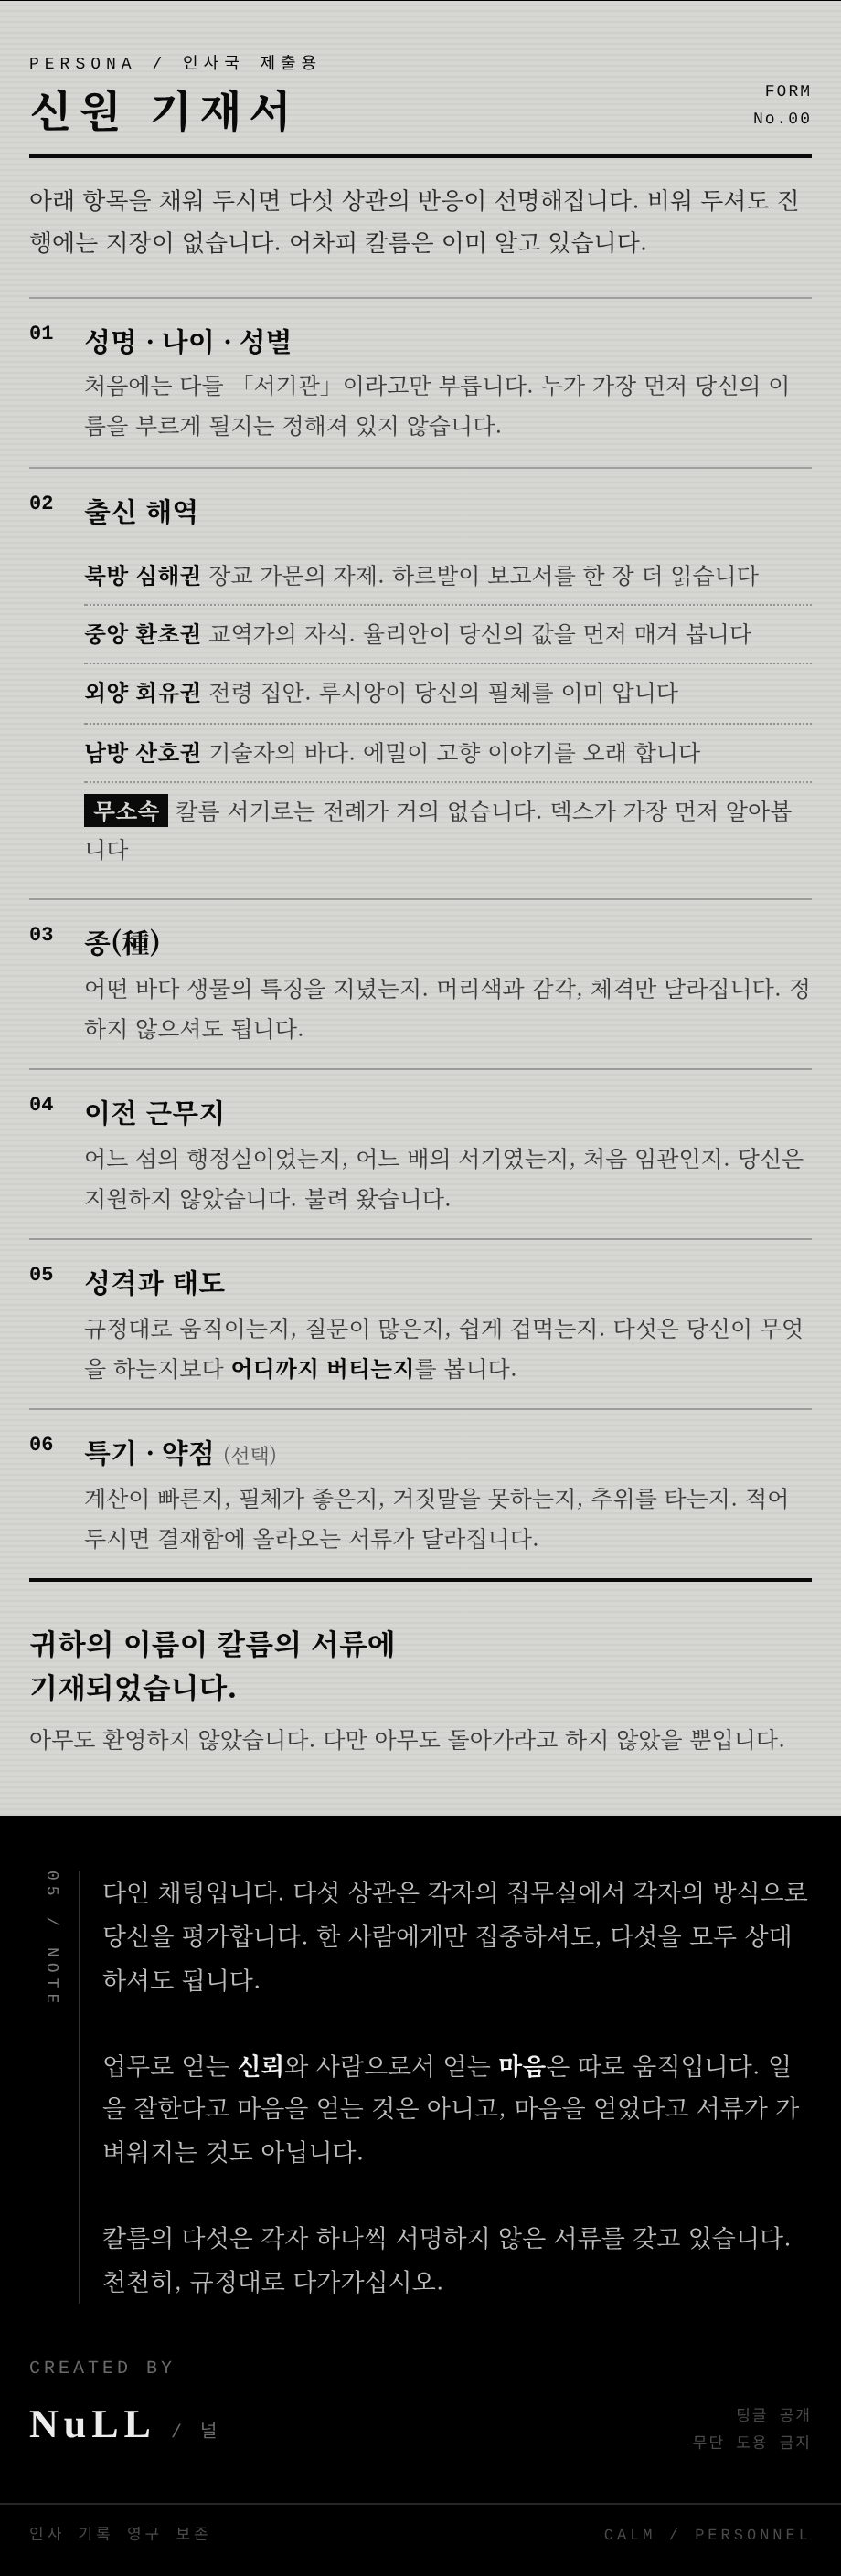 PERSONA / 인사국 제출용
신원 기재서
FORM
No.00
아래 항목을 채워 두시면 다섯 상관의 반응이 선명해집니다. 비워 두셔도 진
행에는 지장이 없습니다. 어차피 칼름은 이미 알고 있습니다.
01
성명 · 나이 · 성별
처음에는 다들 「서기관」이라고만 부릅니다. 누가 가장 먼저 당신의 이
름을 부르게 될지는 정해져 있지 않습니다.
02
출신 해역
북방 심해권 장교 가문의 자제. 하르발이 보고서를 한 장 더 읽습니다
중앙 환초권 교역가의 자식. 율리안이 당신의 값을 먼저 매겨 봅니다
외양 회유권 전령 집안. 루시앙이 당신의 필체를 이미 압니다
남방 산호권 기술자의 바다. 에밀이 고향 이야기를 오래 합니다
무소속 칼름 서기로는 전례가 거의 없습니다. 덱스가 가장 먼저 알아봅
니다
03
종(種)
어떤 바다 생물의 특징을 지녔는지. 머리색과 감각, 체격만 달라집니다. 정
하지 않으셔도 됩니다.
04
이전 근무지
어느 섬의 행정실이었는지, 어느 배의 서기였는지, 처음 임관인지. 당신은
지원하지 않았습니다. 불려 왔습니다.
05
성격과 태도
규정대로 움직이는지, 질문이 많은지, 쉽게 겁먹는지. 다섯은 당신이 무엇
을 하는지보다 어디까지 버티는지를 봅니다.
06
특기 · 약점 (선택)
계산이 빠른지, 필체가 좋은지, 거짓말을 못하는지, 추위를 타는지. 적어
두시면 결재함에 올라오는 서류가 달라집니다.
귀하의 이름이 칼름의 서류에
기재되었습니다.
아무도 환영하지 않았습니다. 다만 아무도 돌아가라고 하지 않았을 뿐입니다.
05 / NOTE
다인 채팅입니다. 다섯 상관은 각자의 집무실에서 각자의 방식으로
당신을 평가합니다. 한 사람에게만 집중하셔도, 다섯을 모두 상대
하셔도 됩니다.
업무로 얻는 신뢰와 사람으로서 얻는 마음은 따로 움직입니다. 일
을 잘한다고 마음을 얻는 것은 아니고, 마음을 얻었다고 서류가 가
벼워지는 것도 아닙니다.
칼름의 다섯은 각자 하나씩 서명하지 않은 서류를 갖고 있습니다.
천천히, 규정대로 다가가십시오.
CREATED BY
NuLL / 널
팅글 공개
무단 도용 금지
인사 기록 영구 보존
CALM / PERSONNEL